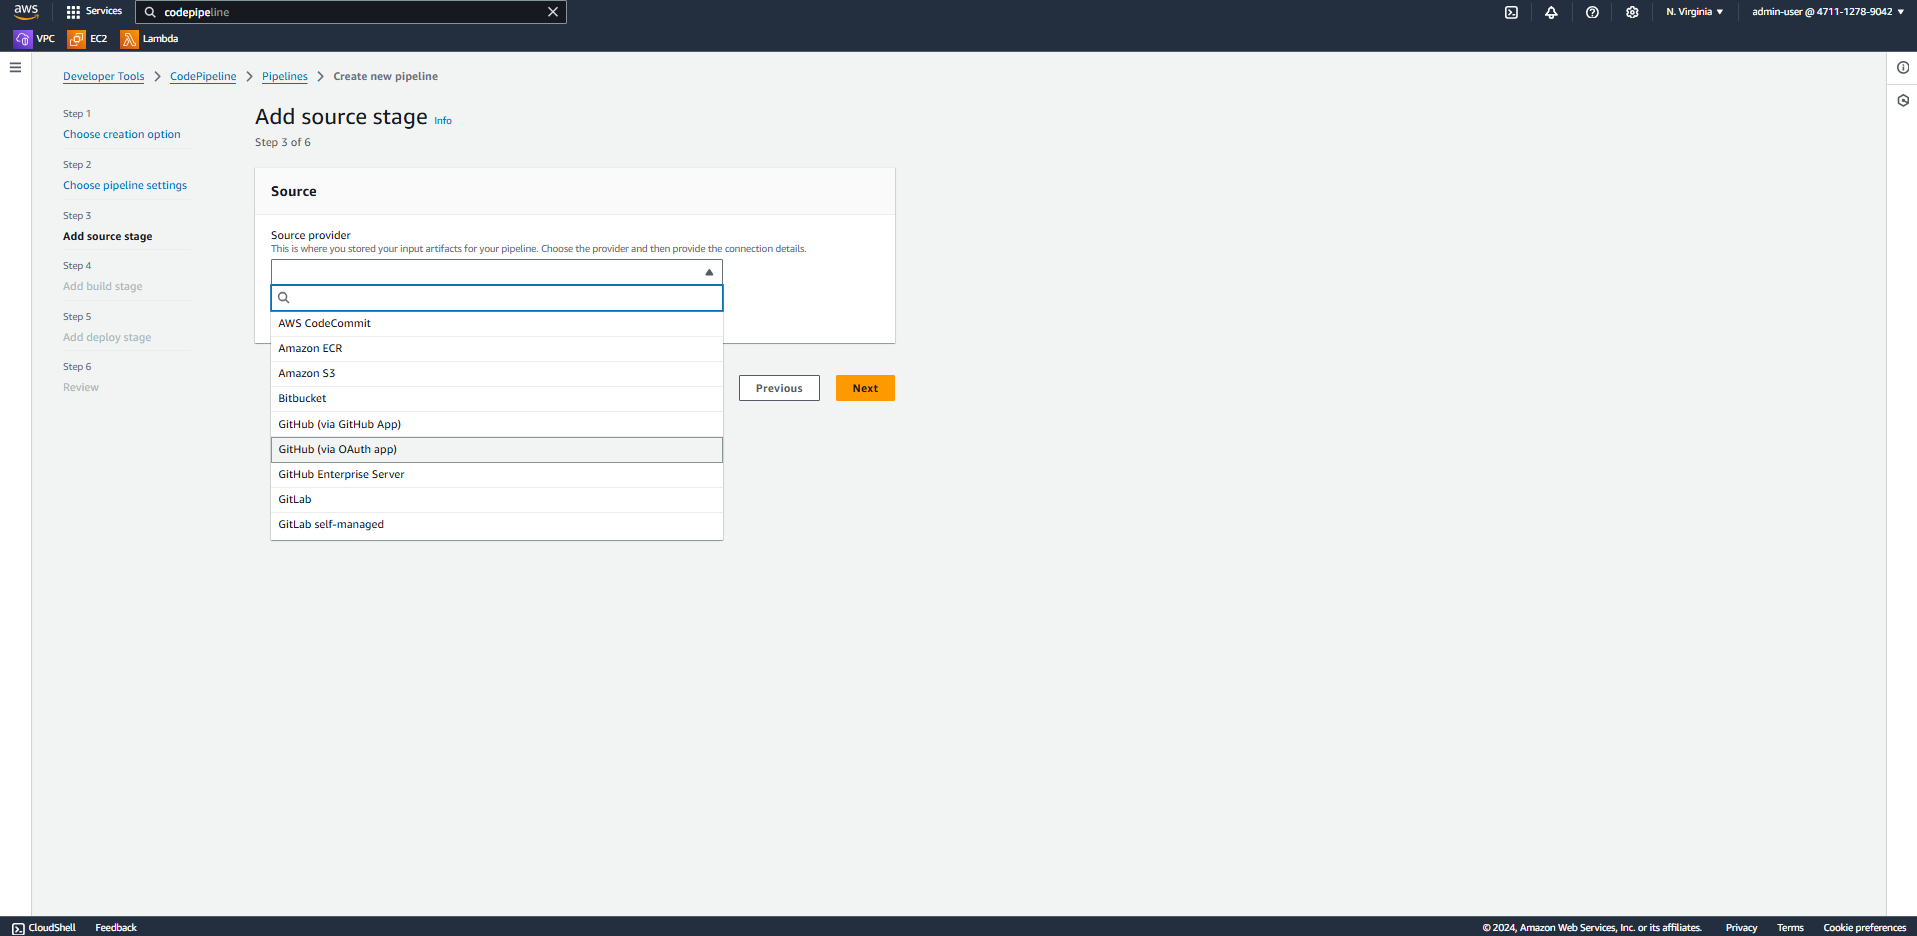 aws
Services
codepipeline
N. Virginia
admin-user @ 4711-1278-9042
VPC
EC2
Lambda
Developer Tools
CodePipeline
Pipelines
Create new pipeline
Step 1
Choose creation option
Step 2
Choose pipeline settings
Step 3
Add source stage
Step 4
Add build stage
Step 5
Add deploy stage
Step 6
Review
Add source stage Info
Step 3 of 6
Source
Source provider
This is where you stored your input artifacts for your pipeline. Choose the provider and then provide the connection details.
AWS CodeCommit
Amazon ECR
Amazon S3
Bitbucket
GitHub (via GitHub App)
GitHub (via OAuth app)
GitHub Enterprise Server
GitLab
GitLab self-managed
Previous
Next
CloudShell
Feedback
© 2024, Amazon Web Services, Inc. or its affiliates.
Privacy
Terms
Cookie preferences